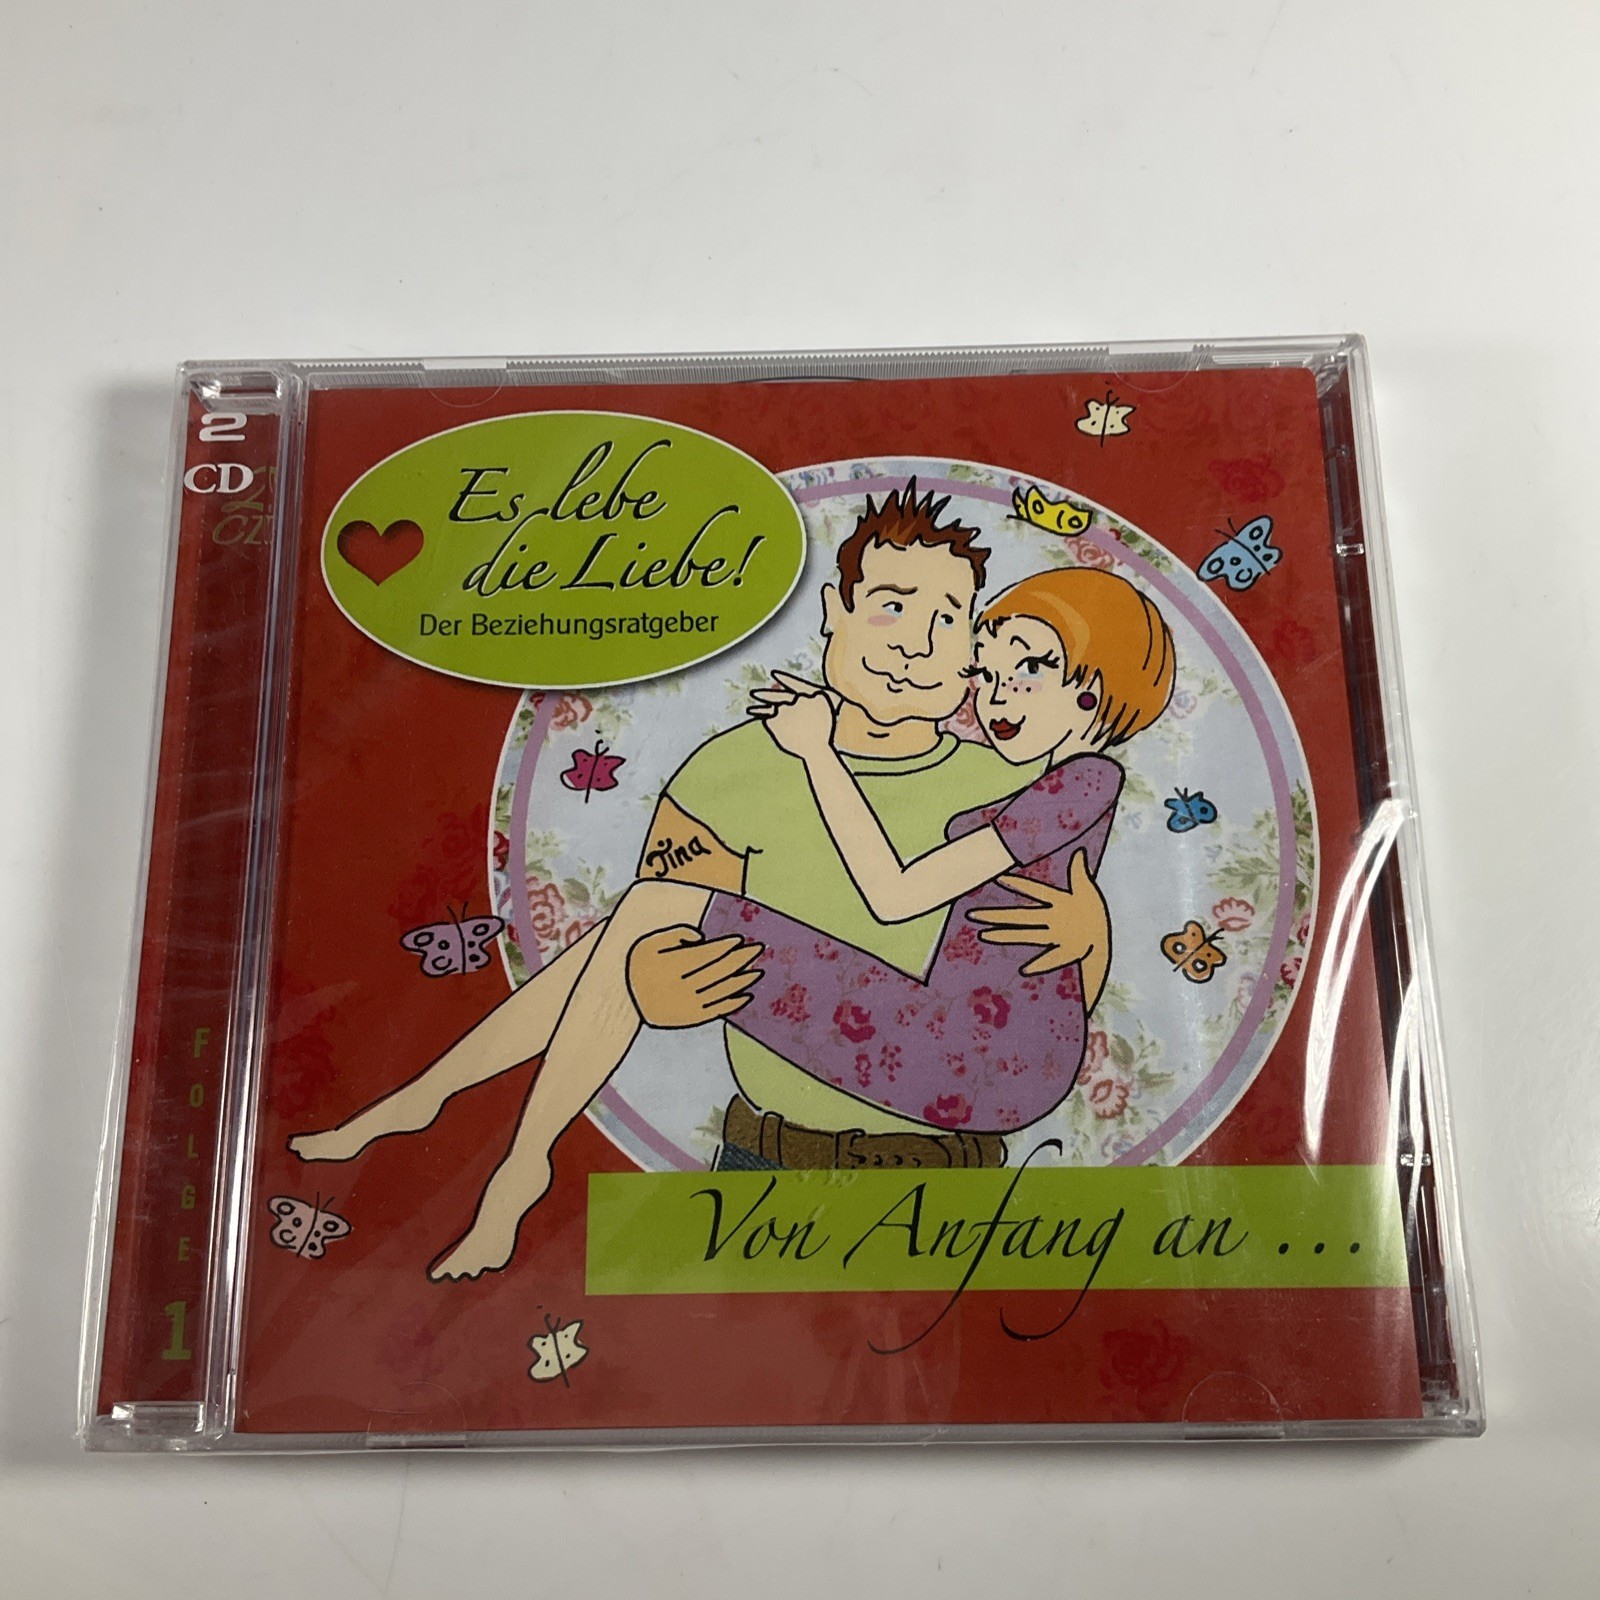 2
CD
Es lebe
die Liebe!
Der Beziehungsratgeber
Tina
Von Anfang an ...
FOLGE
1